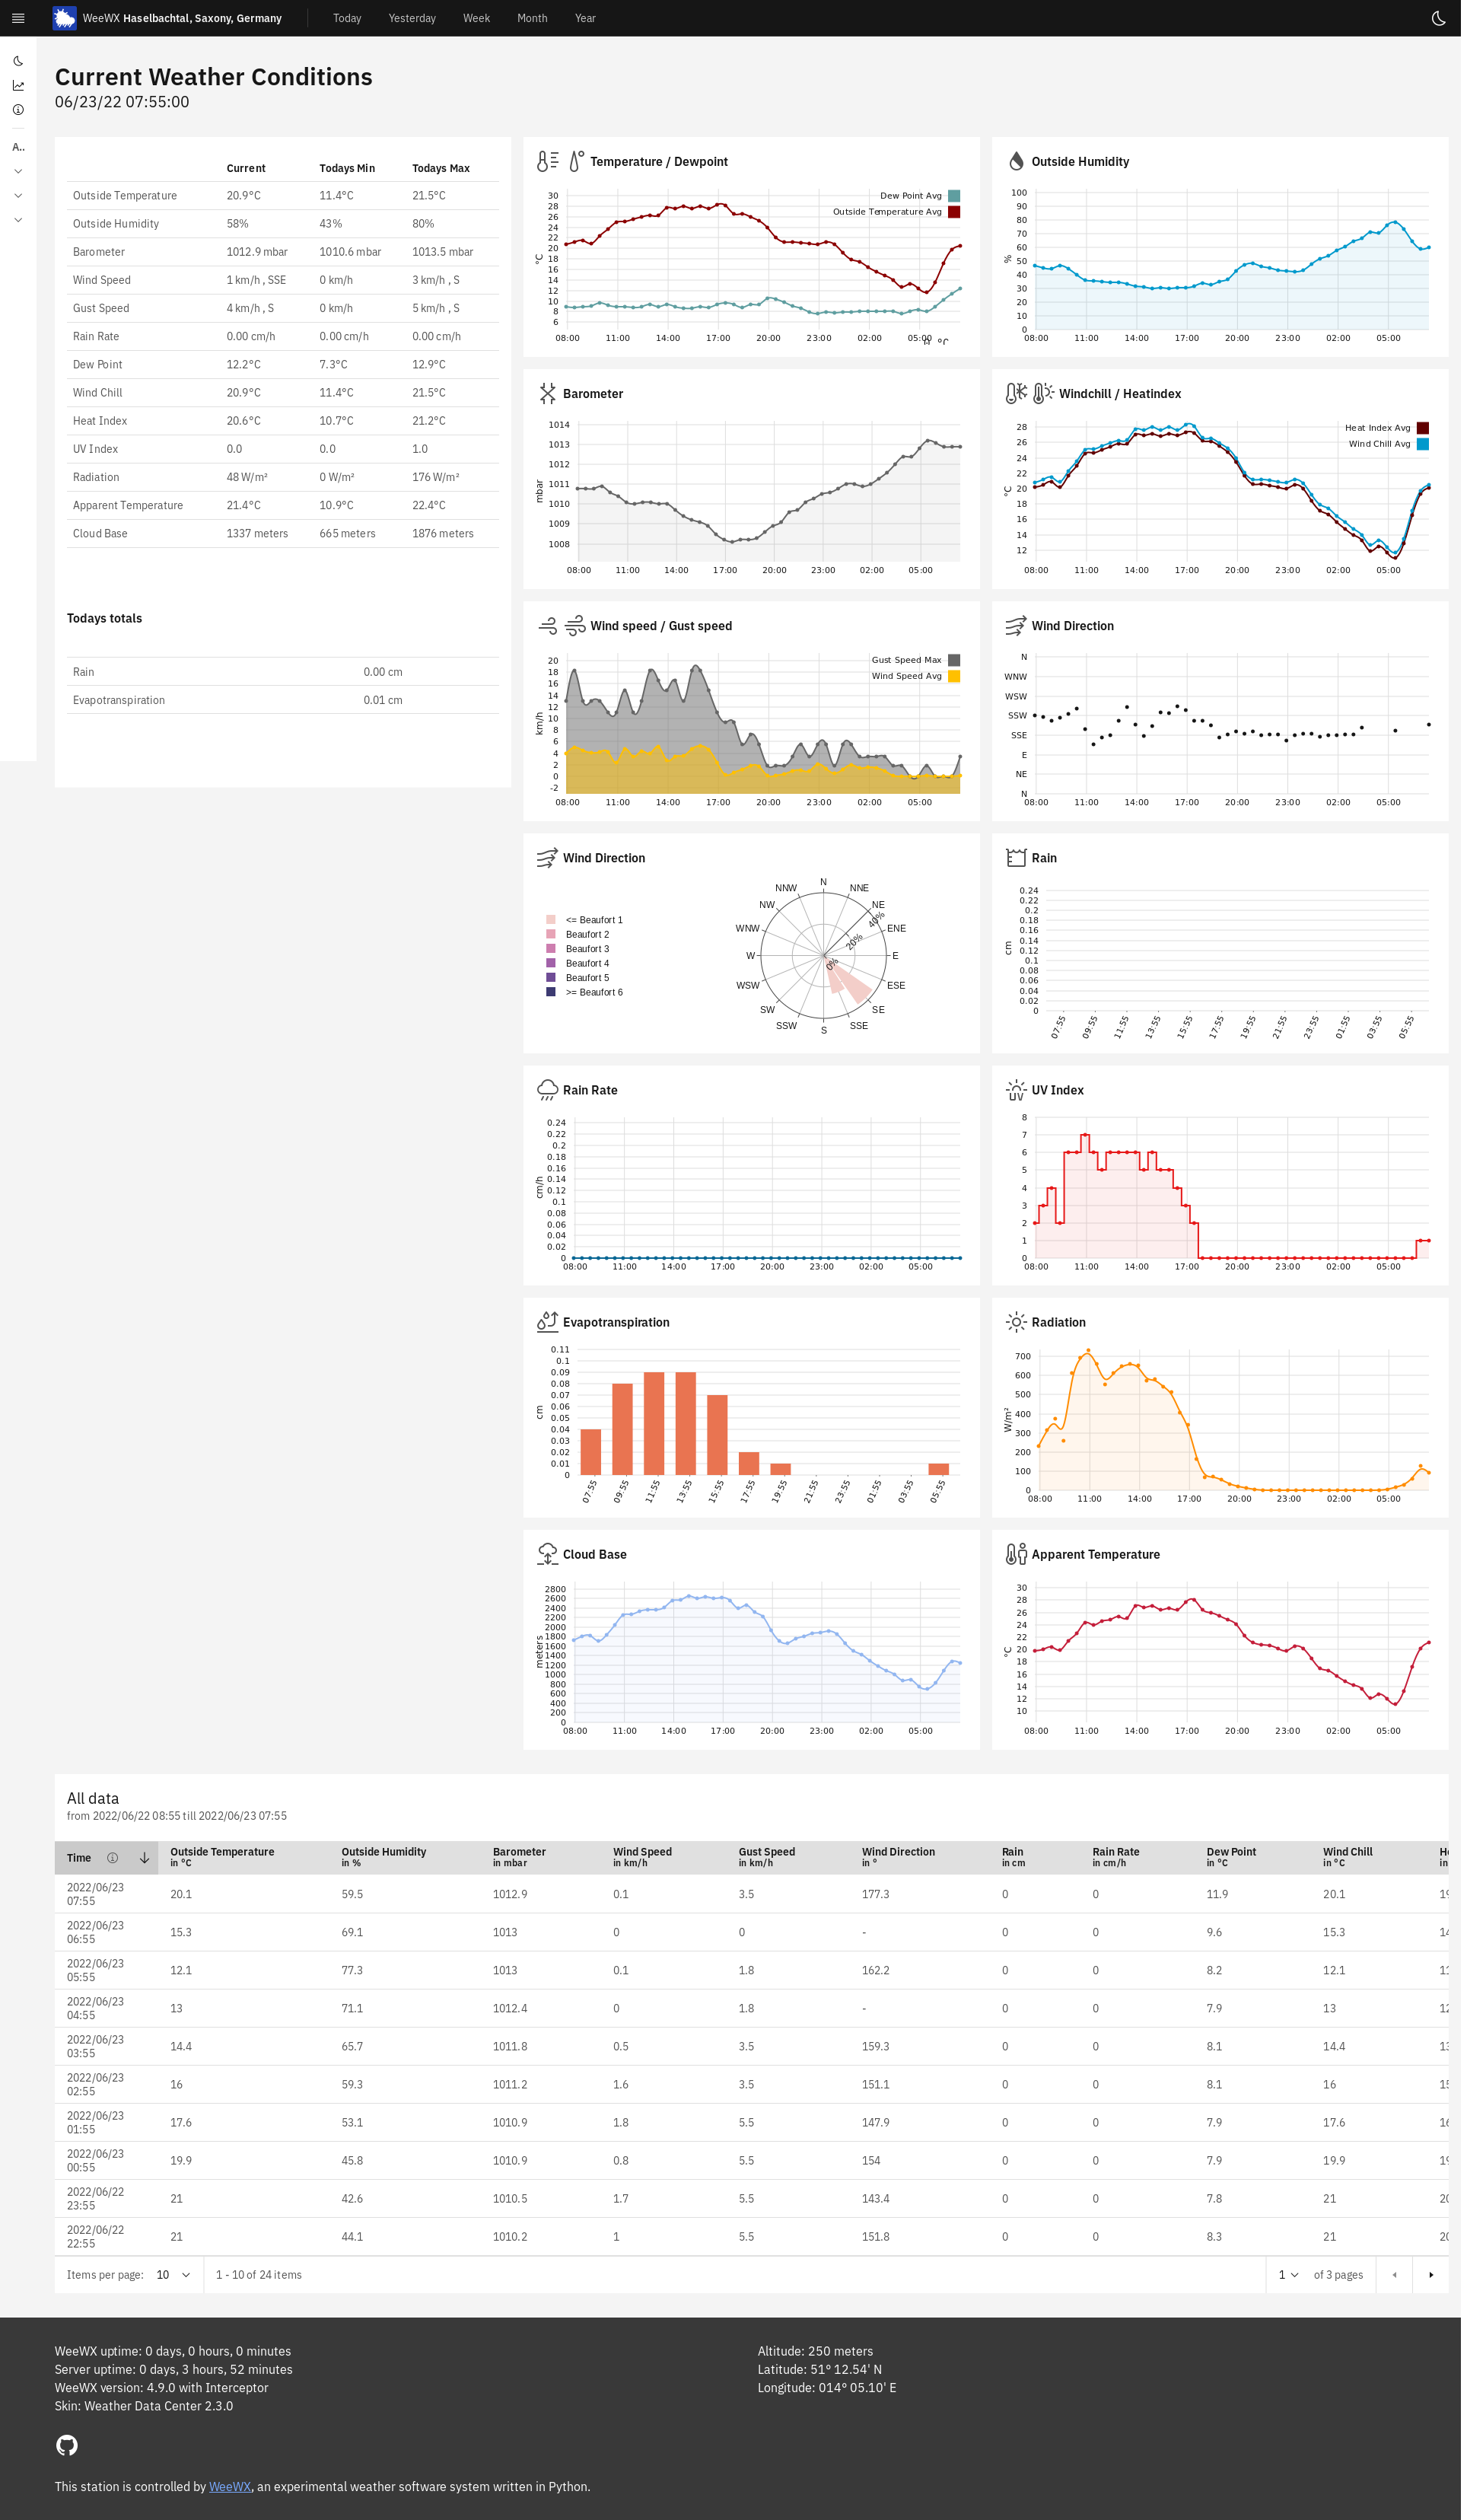 WeeWX Haselbachtal, Saxony, Germany Today Yesterday Week Month Year
Current Weather Conditions
06/23/22 07:55:00
A..
Current Todays Min Todays Max
Outside Temperature 20.9°C 11.4°C 21.5°C
Outside Humidity 58% 43% 80%
Barometer 1012.9 mbar 1010.6 mbar 1013.5 mbar
Wind Speed 1 km/h , SSE 0 km/h 3 km/h , S
Gust Speed 4 km/h , S 0 km/h 5 km/h , S
Rain Rate 0.00 cm/h 0.00 cm/h 0.00 cm/h
Dew Point 12.2°C 7.3°C 12.9°C
Wind Chill 20.9°C 11.4°C 21.5°C
Heat Index 20.6°C 10.7°C 21.2°C
UV Index 0.0 0.0 1.0
Radiation 48 W/m² 0 W/m² 176 W/m²
Apparent Temperature 21.4°C 10.9°C 22.4°C
Cloud Base 1337 meters 665 meters 1876 meters
Todays totals
Rain 0.00 cm
Evapotranspiration 0.01 cm
Temperature / Dewpoint
Dew Point Avg
Outside Temperature Avg
°C
30
28
26
24
22
20
18
16
14
12
10
8
6
08:00 11:00 14:00 17:00 20:00 23:00 02:00 05:00
Outside Humidity
%
100
90
80
70
60
50
40
30
20
10
0
08:00 11:00 14:00 17:00 20:00 23:00 02:00 05:00
Barometer
mbar
1014
1013
1012
1011
1010
1009
1008
08:00 11:00 14:00 17:00 20:00 23:00 02:00 05:00
Windchill / Heatindex
Heat Index Avg
Wind Chill Avg
°C
28
26
24
22
20
18
16
14
12
08:00 11:00 14:00 17:00 20:00 23:00 02:00 05:00
Wind speed / Gust speed
Gust Speed Max
Wind Speed Avg
km/h
20
18
16
14
12
10
8
6
4
2
0
-2
08:00 11:00 14:00 17:00 20:00 23:00 02:00 05:00
Wind Direction
N
WNW
WSW
SSW
SSE
E
NE
N
08:00 11:00 14:00 17:00 20:00 23:00 02:00 05:00
Wind Direction
<= Beaufort 1
Beaufort 2
Beaufort 3
Beaufort 4
Beaufort 5
>= Beaufort 6
N
NNW NNE
NW NE
WNW ENE
W E
WSW ESE
SW SE
SSW SSE
S
0% 20% 40%
Rain
cm
0.24
0.22
0.2
0.18
0.16
0.14
0.12
0.1
0.08
0.06
0.04
0.02
0
07:55 09:55 11:55 13:55 15:55 17:55 19:55 21:55 23:55 01:55 03:55 05:55
Rain Rate
cm/h
0.24
0.22
0.2
0.18
0.16
0.14
0.12
0.1
0.08
0.06
0.04
0.02
0
08:00 11:00 14:00 17:00 20:00 23:00 02:00 05:00
UV Index
8
7
6
5
4
3
2
1
0
08:00 11:00 14:00 17:00 20:00 23:00 02:00 05:00
Evapotranspiration
cm
0.11
0.1
0.09
0.08
0.07
0.06
0.05
0.04
0.03
0.02
0.01
0
07:55 09:55 11:55 13:55 15:55 17:55 19:55 21:55 23:55 01:55 03:55 05:55
Radiation
W/m²
700
600
500
400
300
200
100
0
08:00 11:00 14:00 17:00 20:00 23:00 02:00 05:00
Cloud Base
meters
2800
2600
2400
2200
2000
1800
1600
1400
1200
1000
800
600
400
200
0
08:00 11:00 14:00 17:00 20:00 23:00 02:00 05:00
Apparent Temperature
°C
30
28
26
24
22
20
18
16
14
12
10
08:00 11:00 14:00 17:00 20:00 23:00 02:00 05:00
All data
from 2022/06/22 08:55 till 2022/06/23 07:55
Time Outside Temperature Outside Humidity Barometer Wind Speed Gust Speed Wind Direction Rain Rain Rate Dew Point Wind Chill
in °C in % in mbar in km/h in km/h in ° in cm in cm/h in °C in °C in
2022/06/23
07:55 20.1 59.5 1012.9 0.1 3.5 177.3 0 0 11.9 20.1
2022/06/23
06:55 15.3 69.1 1013 0 0 - 0 0 9.6 15.3
2022/06/23
05:55 12.1 77.3 1013 0.1 1.8 162.2 0 0 8.2 12.1
2022/06/23
04:55 13 71.1 1012.4 0 1.8 - 0 0 7.9 13
2022/06/23
03:55 14.4 65.7 1011.8 0.5 3.5 159.3 0 0 8.1 14.4
2022/06/23
02:55 16 59.3 1011.2 1.6 3.5 151.1 0 0 8.1 16
2022/06/23
01:55 17.6 53.1 1010.9 1.8 5.5 147.9 0 0 7.9 17.6
2022/06/23
00:55 19.9 45.8 1010.9 0.8 5.5 154 0 0 7.9 19.9
2022/06/22
23:55 21 42.6 1010.5 1.7 5.5 143.4 0 0 7.8 21
2022/06/22
22:55 21 44.1 1010.2 1 5.5 151.8 0 0 8.3 21
Items per page: 10 1 - 10 of 24 items 1 of 3 pages
WeeWX uptime: 0 days, 0 hours, 0 minutes
Server uptime: 0 days, 3 hours, 52 minutes
WeeWX version: 4.9.0 with Interceptor
Skin: Weather Data Center 2.3.0
Altitude: 250 meters
Latitude: 51° 12.54' N
Longitude: 014° 05.10' E
This station is controlled by WeeWX, an experimental weather software system written in Python.